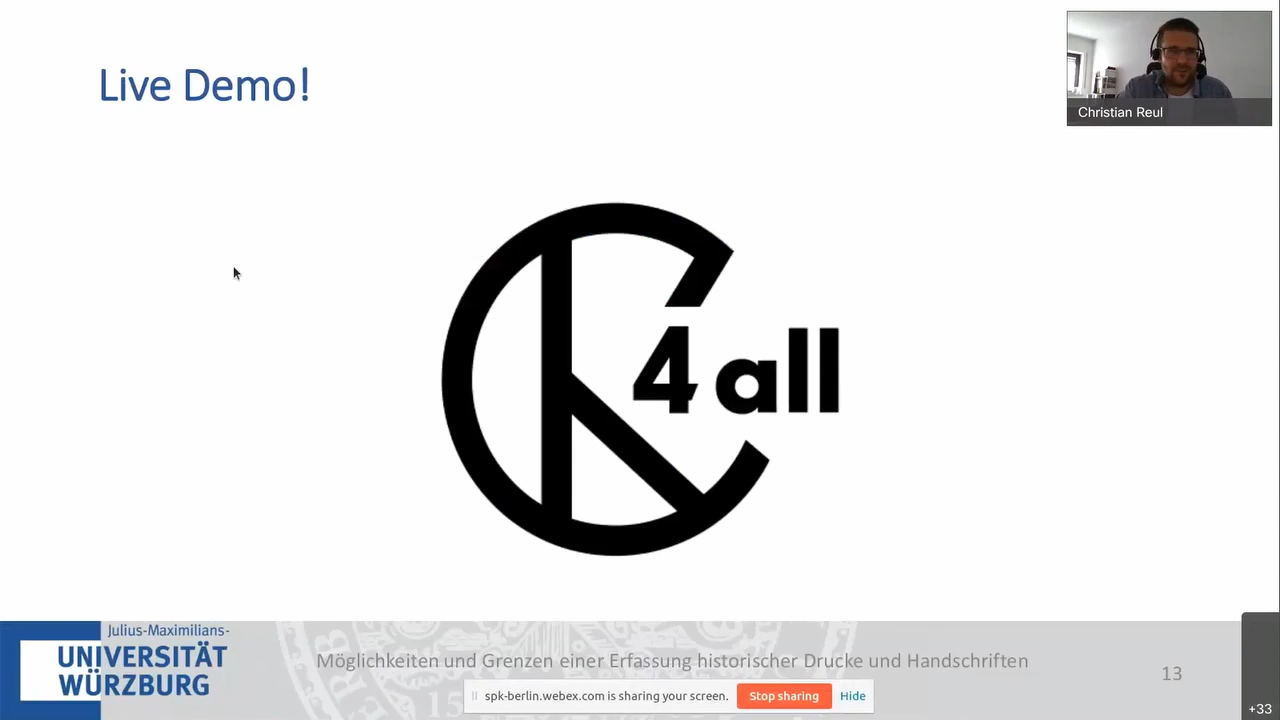 Live Demo!
Christian Reul
4 all
Julius-Maximilians-
UNIVERSITÄT
WÜRZBURG
Möglichkeiten und Grenzen einer Erfassung historischer Drucke und Handschriften
13
spk-berlin.webex.com is sharing your screen.
Stop sharing
Hide
+33